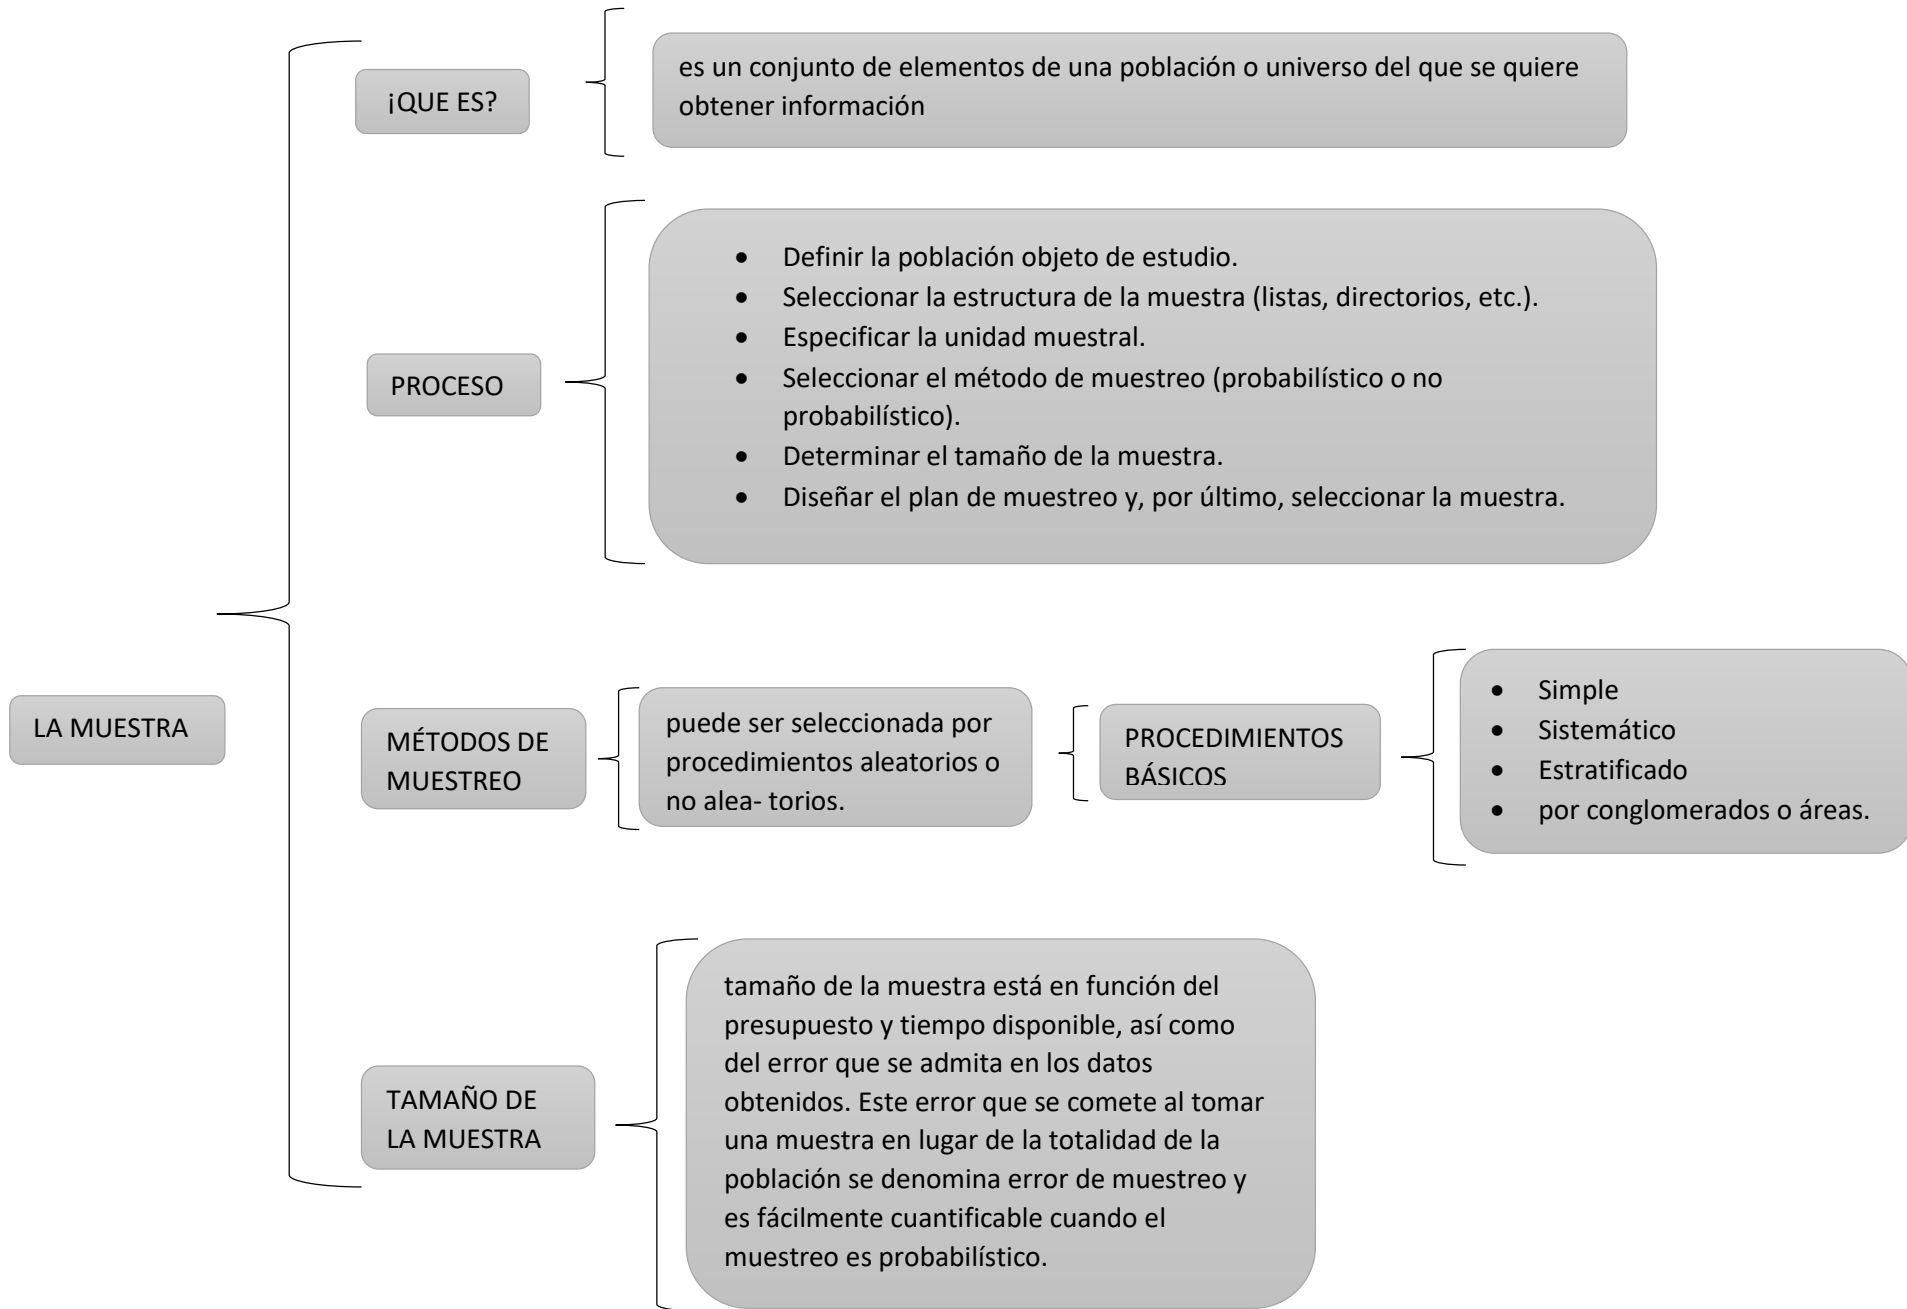 ¡QUE ES?
es un conjunto de elementos de una población o universo del que se quiere
obtener información
PROCESO
• Definir la población objeto de estudio.
• Seleccionar la estructura de la muestra (listas, directorios, etc.).
• Especificar la unidad muestral.
• Seleccionar el método de muestreo (probabilístico o no
probabilístico).
• Determinar el tamaño de la muestra.
• Diseñar el plan de muestreo y, por último, seleccionar la muestra.
LA MUESTRA
MÉTODOS DE
MUESTREO
puede ser seleccionada por
procedimientos aleatorios o
no alea- torios.
PROCEDIMIENTOS
BÁSICOS
• Simple
• Sistemático
• Estratificado
• por conglomerados o áreas.
TAMAÑO DE
LA MUESTRA
tamaño de la muestra está en función del
presupuesto y tiempo disponible, así como
del error que se admita en los datos
obtenidos. Este error que se comete al tomar
una muestra en lugar de la totalidad de la
población se denomina error de muestreo y
es fácilmente cuantificable cuando el
muestreo es probabilístico.